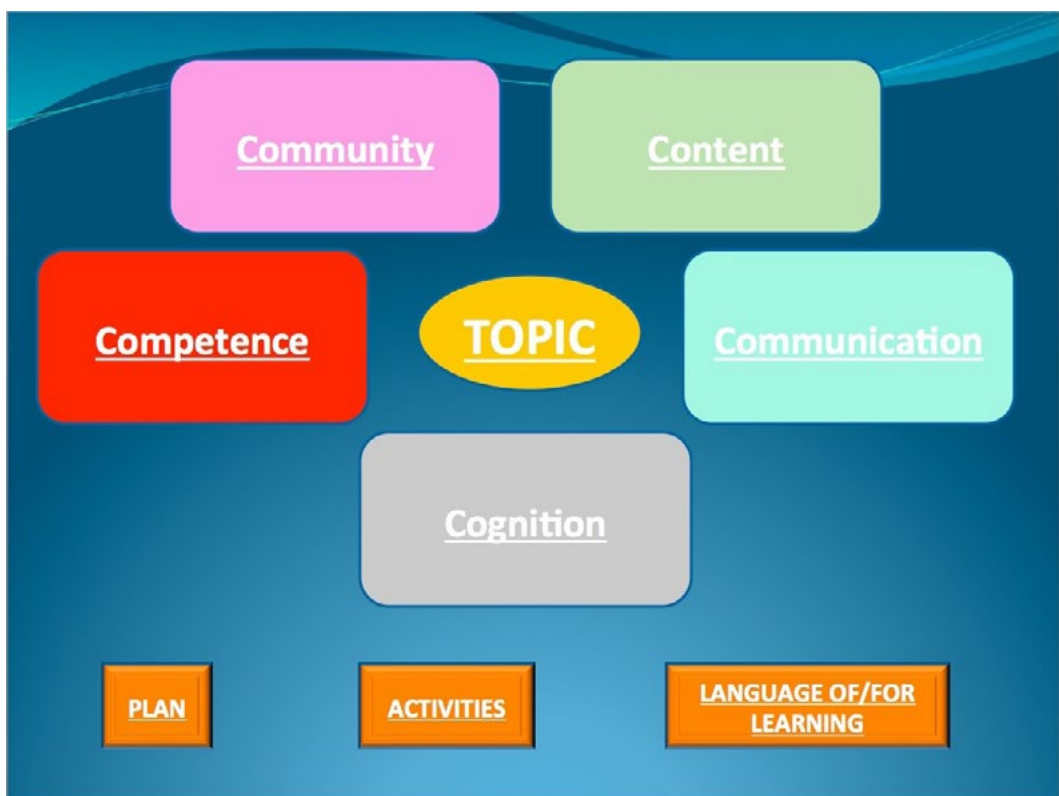 Community
Content
Competence
TOPIC
Communication
Cognition
PLAN
ACTIVITIES
LANGUAGE OF/FOR
LEARNING